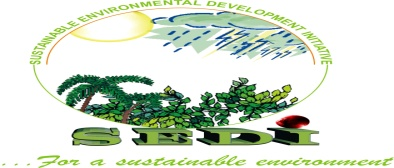 SUSTAINABLE ENVIRONMENTAL DEVELOPMENT INITIATIVE
SEDI
...For a sustainable environment